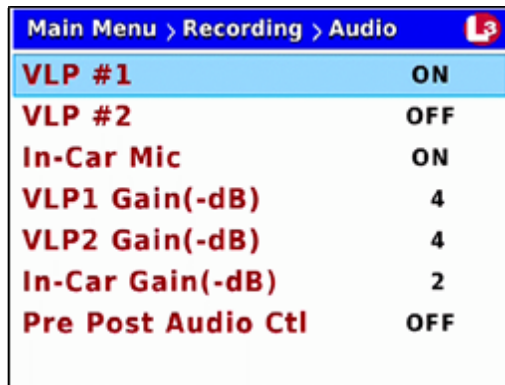 Main Menu > Recording > Audio L3
VLP #1 ON
VLP #2 OFF
In-Car Mic ON
VLP1 Gain(-dB) 4
VLP2 Gain(-dB) 4
In-Car Gain(-dB) 2
Pre Post Audio Ctl OFF